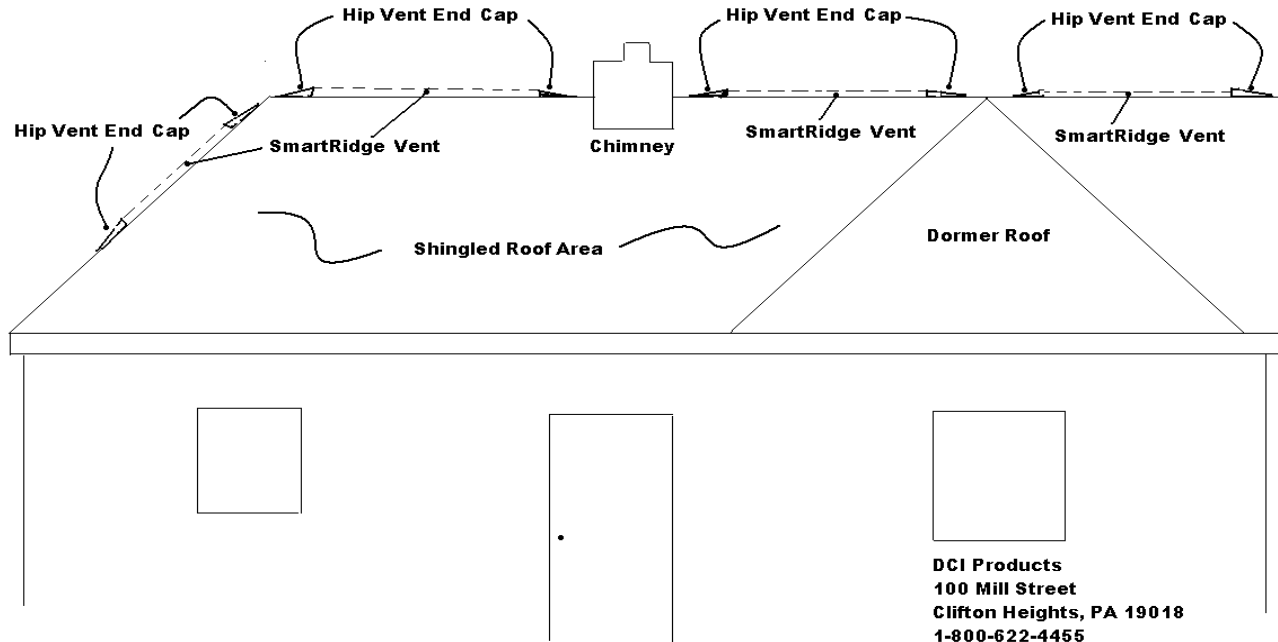 Hip Vent End Cap
Hip Vent End Cap
Hip Vent End Cap
Hip Vent End Cap
SmartRidge Vent
Chimney
SmartRidge Vent
SmartRidge Vent
Shingled Roof Area
Dormer Roof
DCI Products
100 Mill Street
Clifton Heights, PA 19018
1-800-622-4455